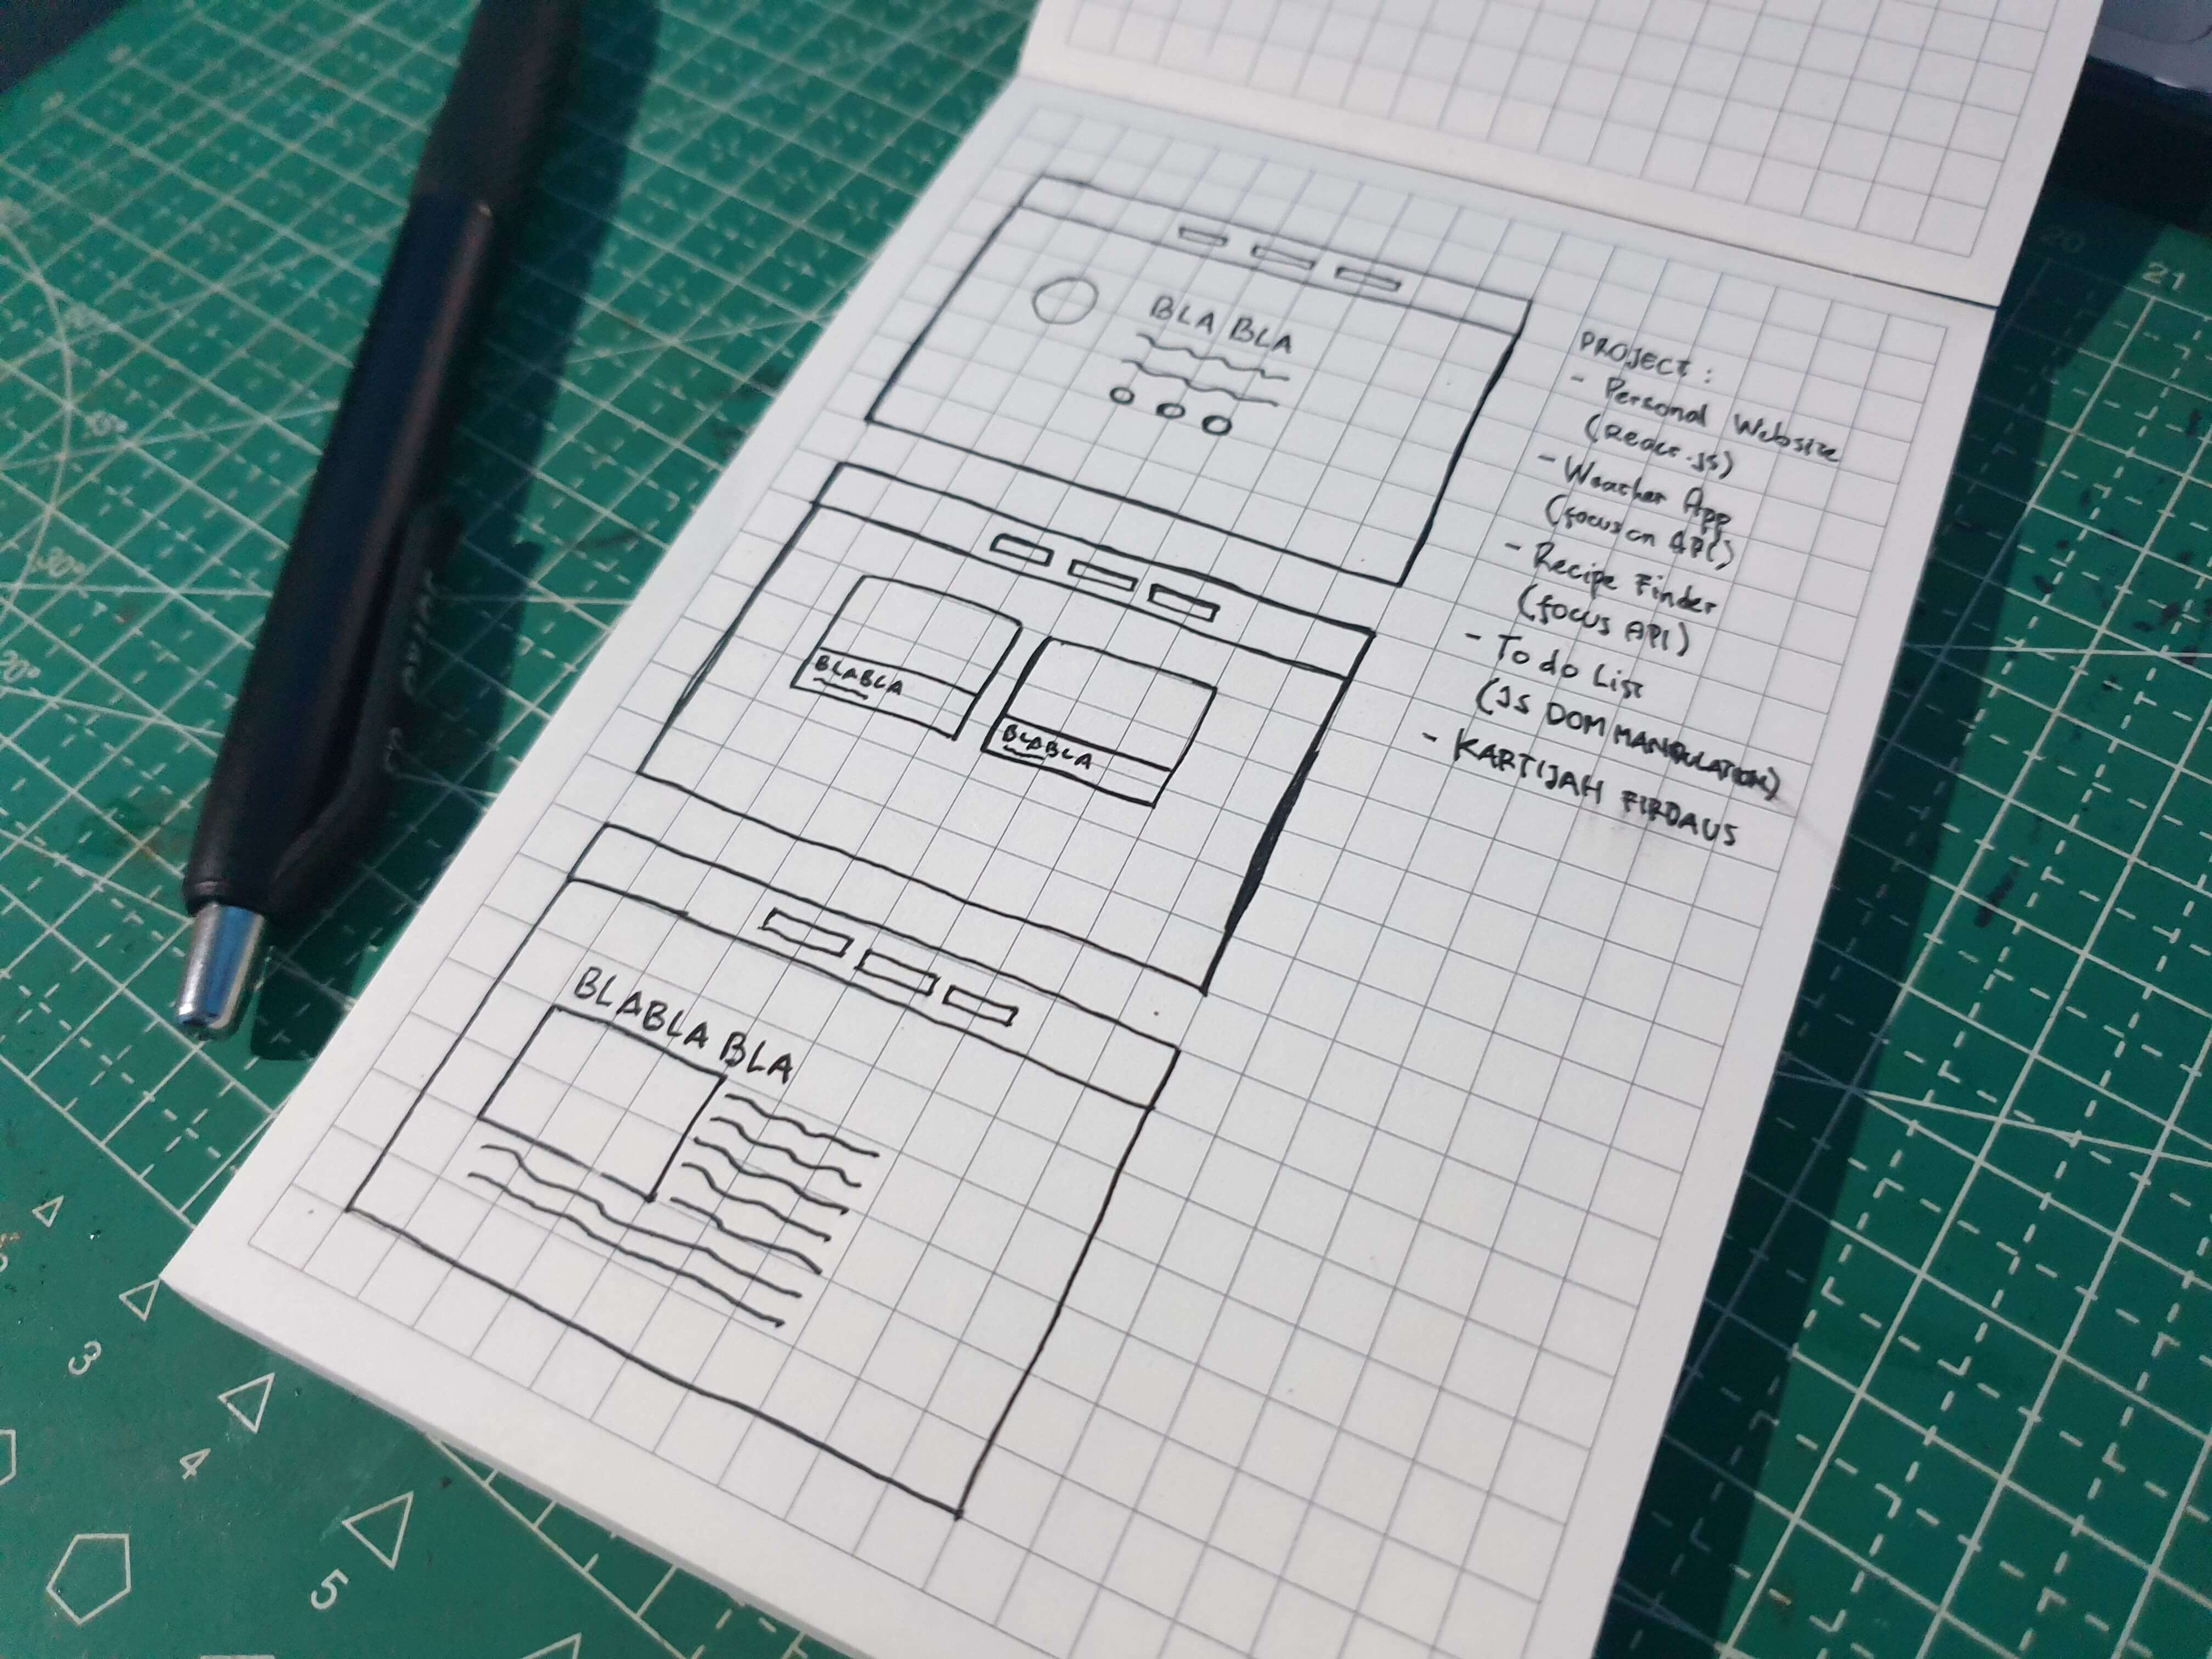 BLA BLA
BLABLA
BLABLA
BLABLA BLA
PROJECT :
- Personal Website
(React.JS)
- Weather App
(focus on API)
- Recipe Finder
(focus API)
- To do List
(JS DOM MANIPULATION)
- KARTIJAH FIRDAUS
20
21
3
4
5